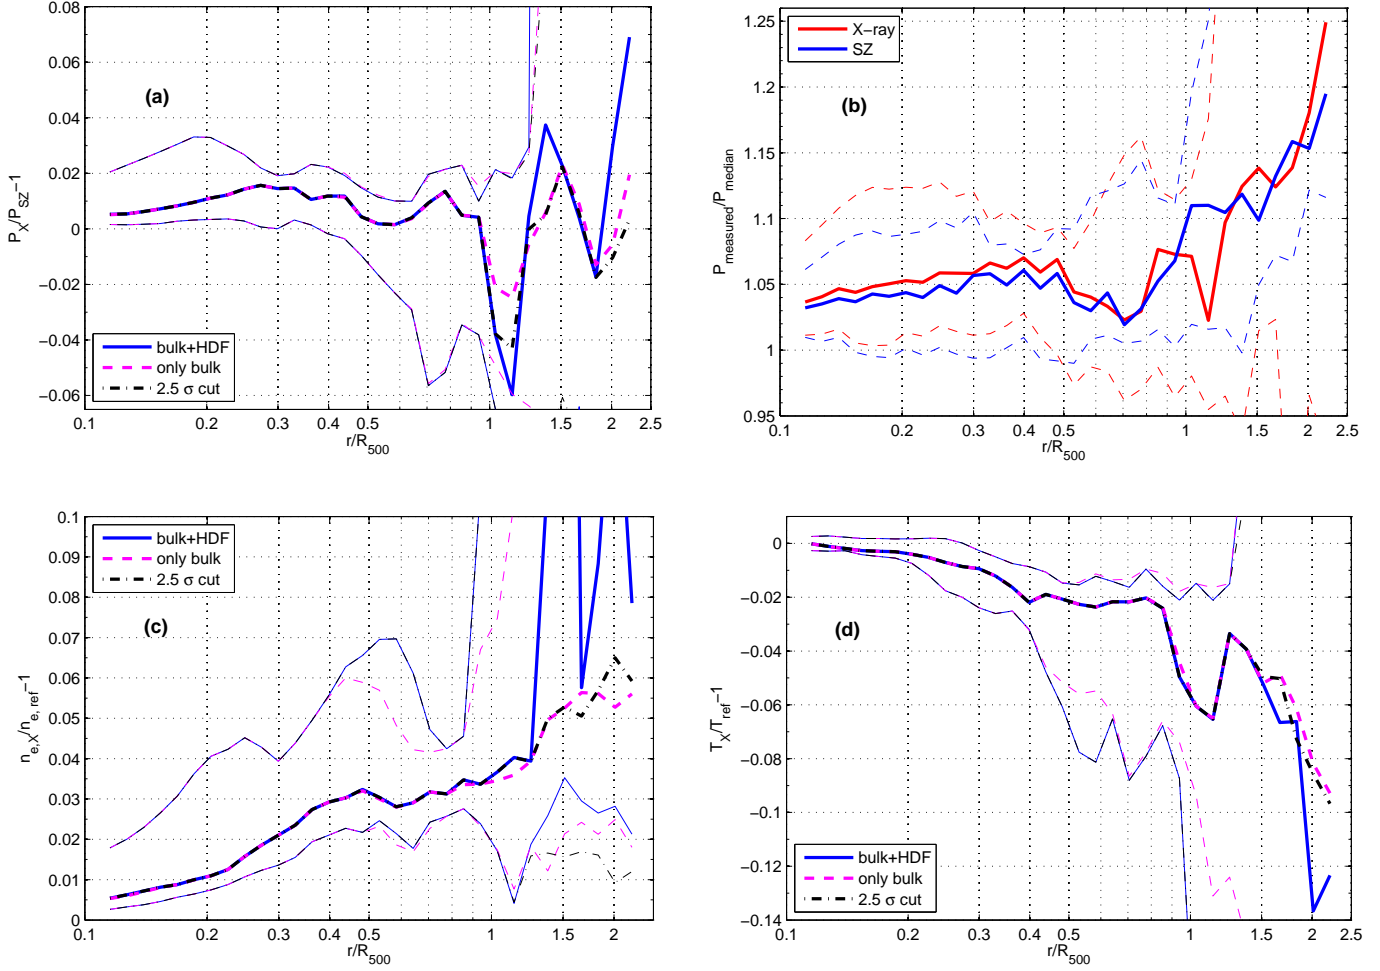 0.08
0.06
0.04
0.02
0
−0.02
−0.04
−0.06
P_X/P_SZ−1
(a)
bulk+HDF
only bulk
2.5 σ cut
0.1 0.2 0.3 0.4 0.5 1 1.5 2 2.5
r/R_500
1.25
1.2
1.15
1.1
1.05
1
0.95
P_measured/P_median
X−ray
SZ
(b)
0.1 0.2 0.3 0.4 0.5 1 1.5 2 2.5
r/R_500
0.1
0.09
0.08
0.07
0.06
0.05
0.04
0.03
0.02
0.01
0
n_e,X/n_e, ref−1
bulk+HDF
only bulk
2.5 σ cut
(c)
0.1 0.2 0.3 0.4 0.5 1 1.5 2
r/R_500
0
−0.02
−0.04
−0.06
−0.08
−0.1
−0.12
−0.14
T_X/T_ref−1
(d)
bulk+HDF
only bulk
2.5 σ cut
0.1 0.2 0.3 0.4 0.5 1 1.5 2 2.5
r/R_500